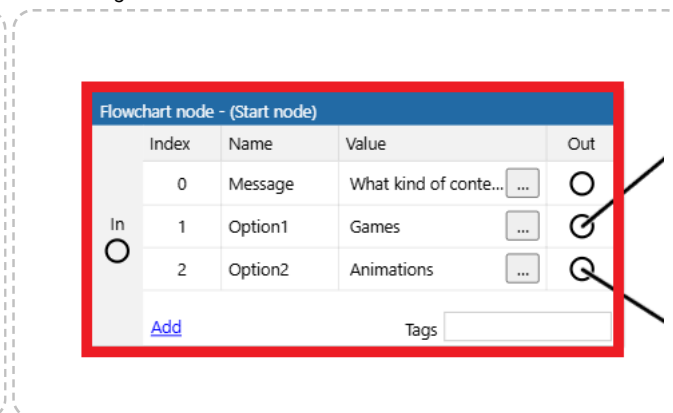 Flowchart node - (Start node)
Index Name Value Out
0 Message What kind of conte... ...
In
1 Option1 Games ...
2 Option2 Animations ...
Add Tags